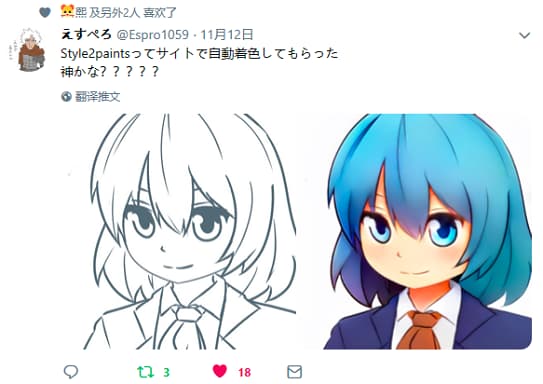 熙 及另外2人 喜欢了
えすぺろ @Espro1059・11月12日
Style2paintsってサイトで自動着色してもらった
神かな?????
翻译推文
3
18